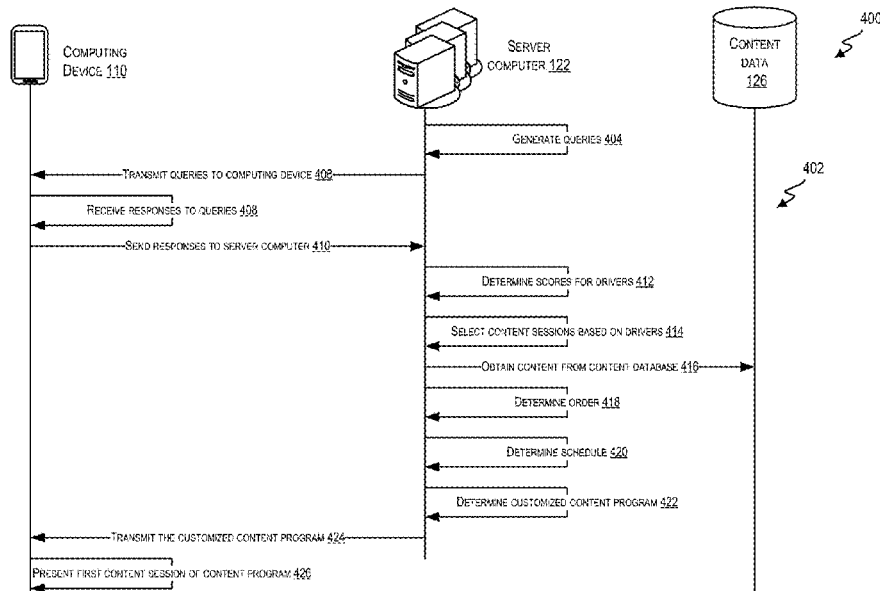 400
Computing
Device 110
Server
computer 122
Content
data
126
Generate queries 404
402
Transmit queries to computing device 406
Receive responses to queries 408
Send responses to server computer 410
Determine scores for drivers 412
Select content sessions based on drivers 414
Obtain content from content database 416
Determine order 418
Determine schedule 420
Determine customized content program 422
Transmit the customized content program 424
Present first content session of content program 426